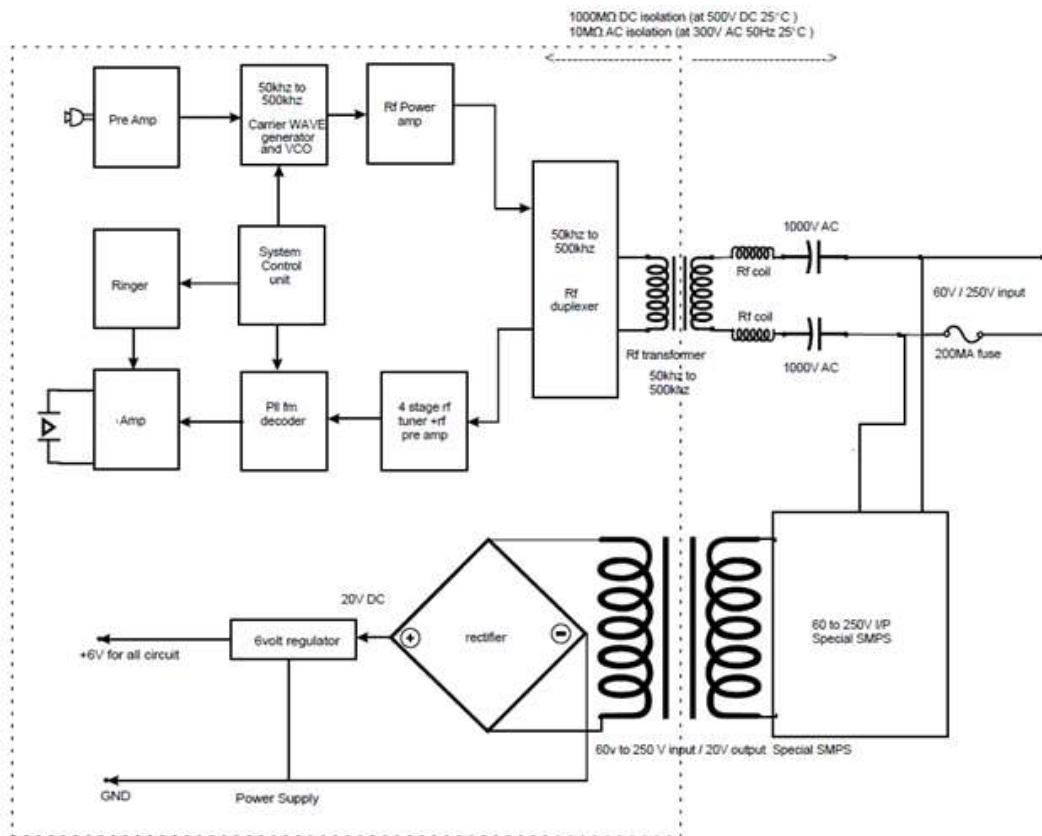 1000MΩ DC isolation (at 500V DC 25°C )
10MΩ AC isolation (at 300V AC 50Hz 25°C )
Pre Amp
50khz to
500khz
Carrier WAVE
generator
and VCO
Rf Power
amp
Ringer
System
Control
unit
50khz to
500khz
Rf
duplexer
1000V AC
Rf coil
60V / 250V input
Rf coil
200MA fuse
1000V AC
Rf transformer
50khz to
500khz
Amp
Pll fm
decoder
4 stage rf
tuner +rf
pre amp
20V DC
6volt regulator
+
rectifier
−
+6V for all circuit
60 to 250V I/P
Special SMPS
60v to 250 V input / 20V output Special SMPS
GND
Power Supply